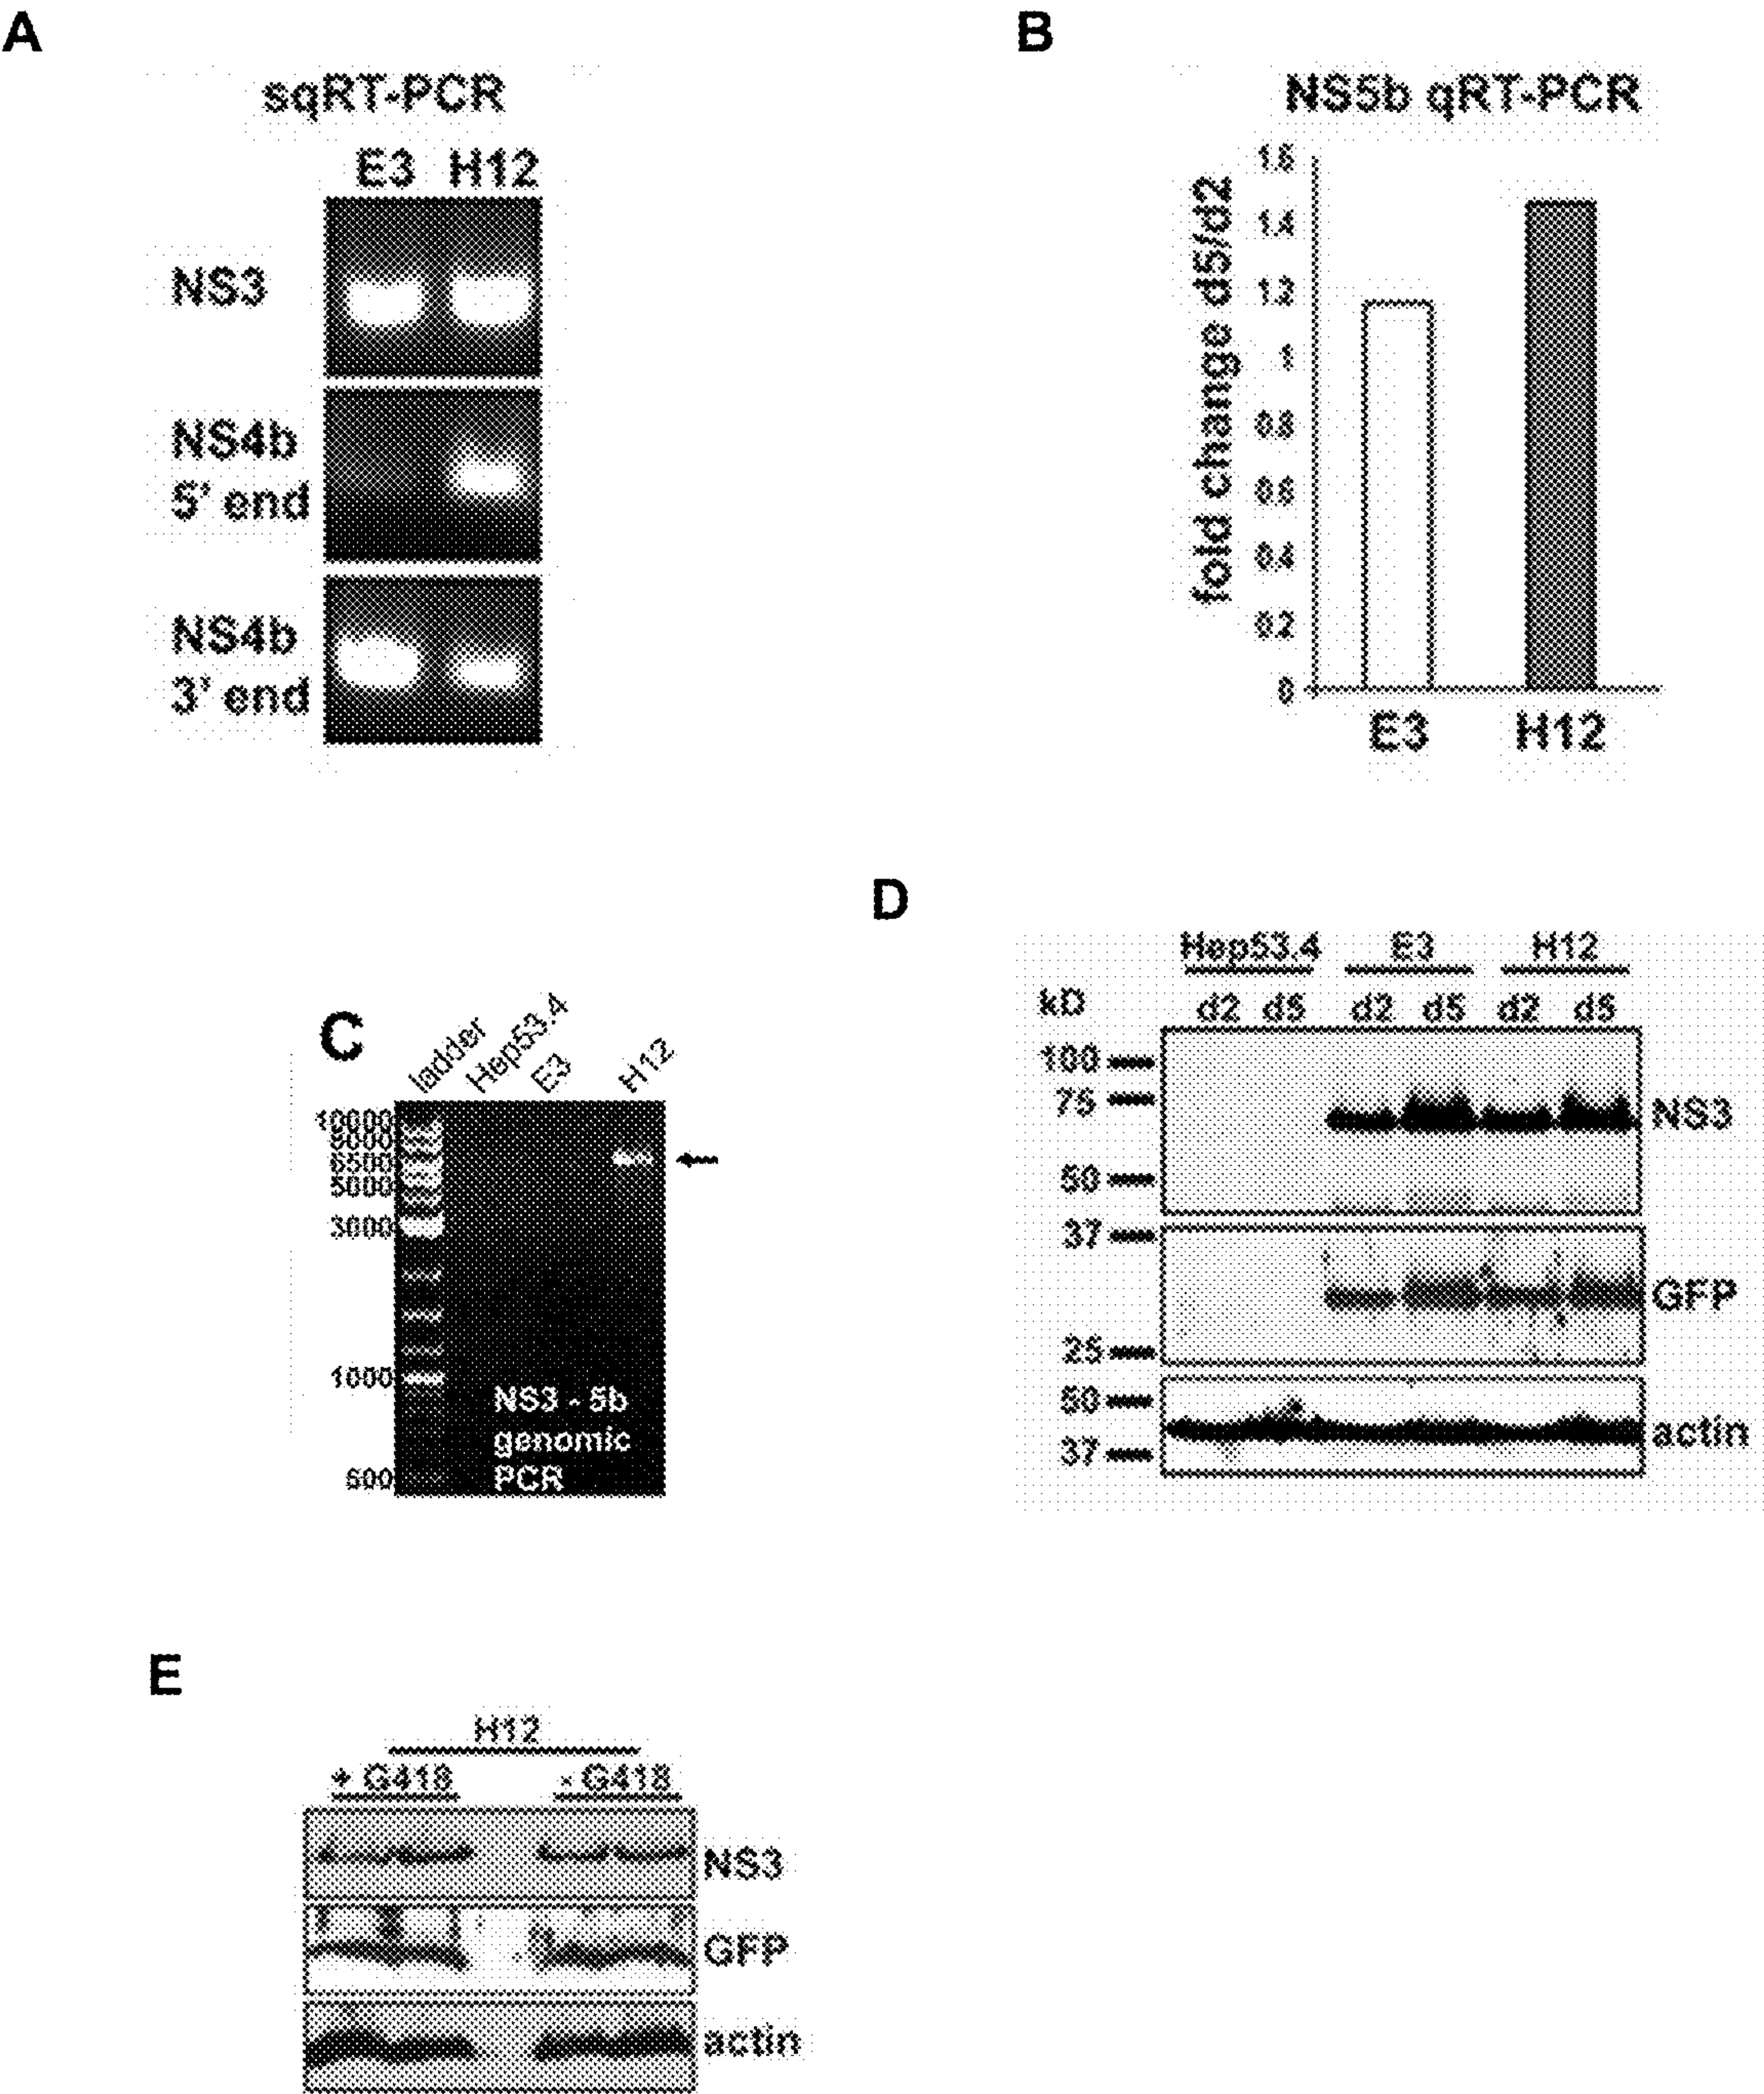 A
sqRT-PCR
E3 H12
NS3
NS4b
5' end
NS4b
3' end
B
NS5b qRT-PCR
fold change d5/d2
1.6
1.4
1.2
1
0.8
0.6
0.4
0.2
0
E3 H12
C
ladder Hep53.4 E3 H12
10000
8000
6500
5000
3000
1000
500
NS3 - 5b
genomic
PCR
D
Hep53.4 E3 H12
kD d2 d5 d2 d5 d2 d5
100
75
NS3
50
37
GFP
25
50
actin
37
E
H12
+ G418 - G418
NS3
GFP
actin